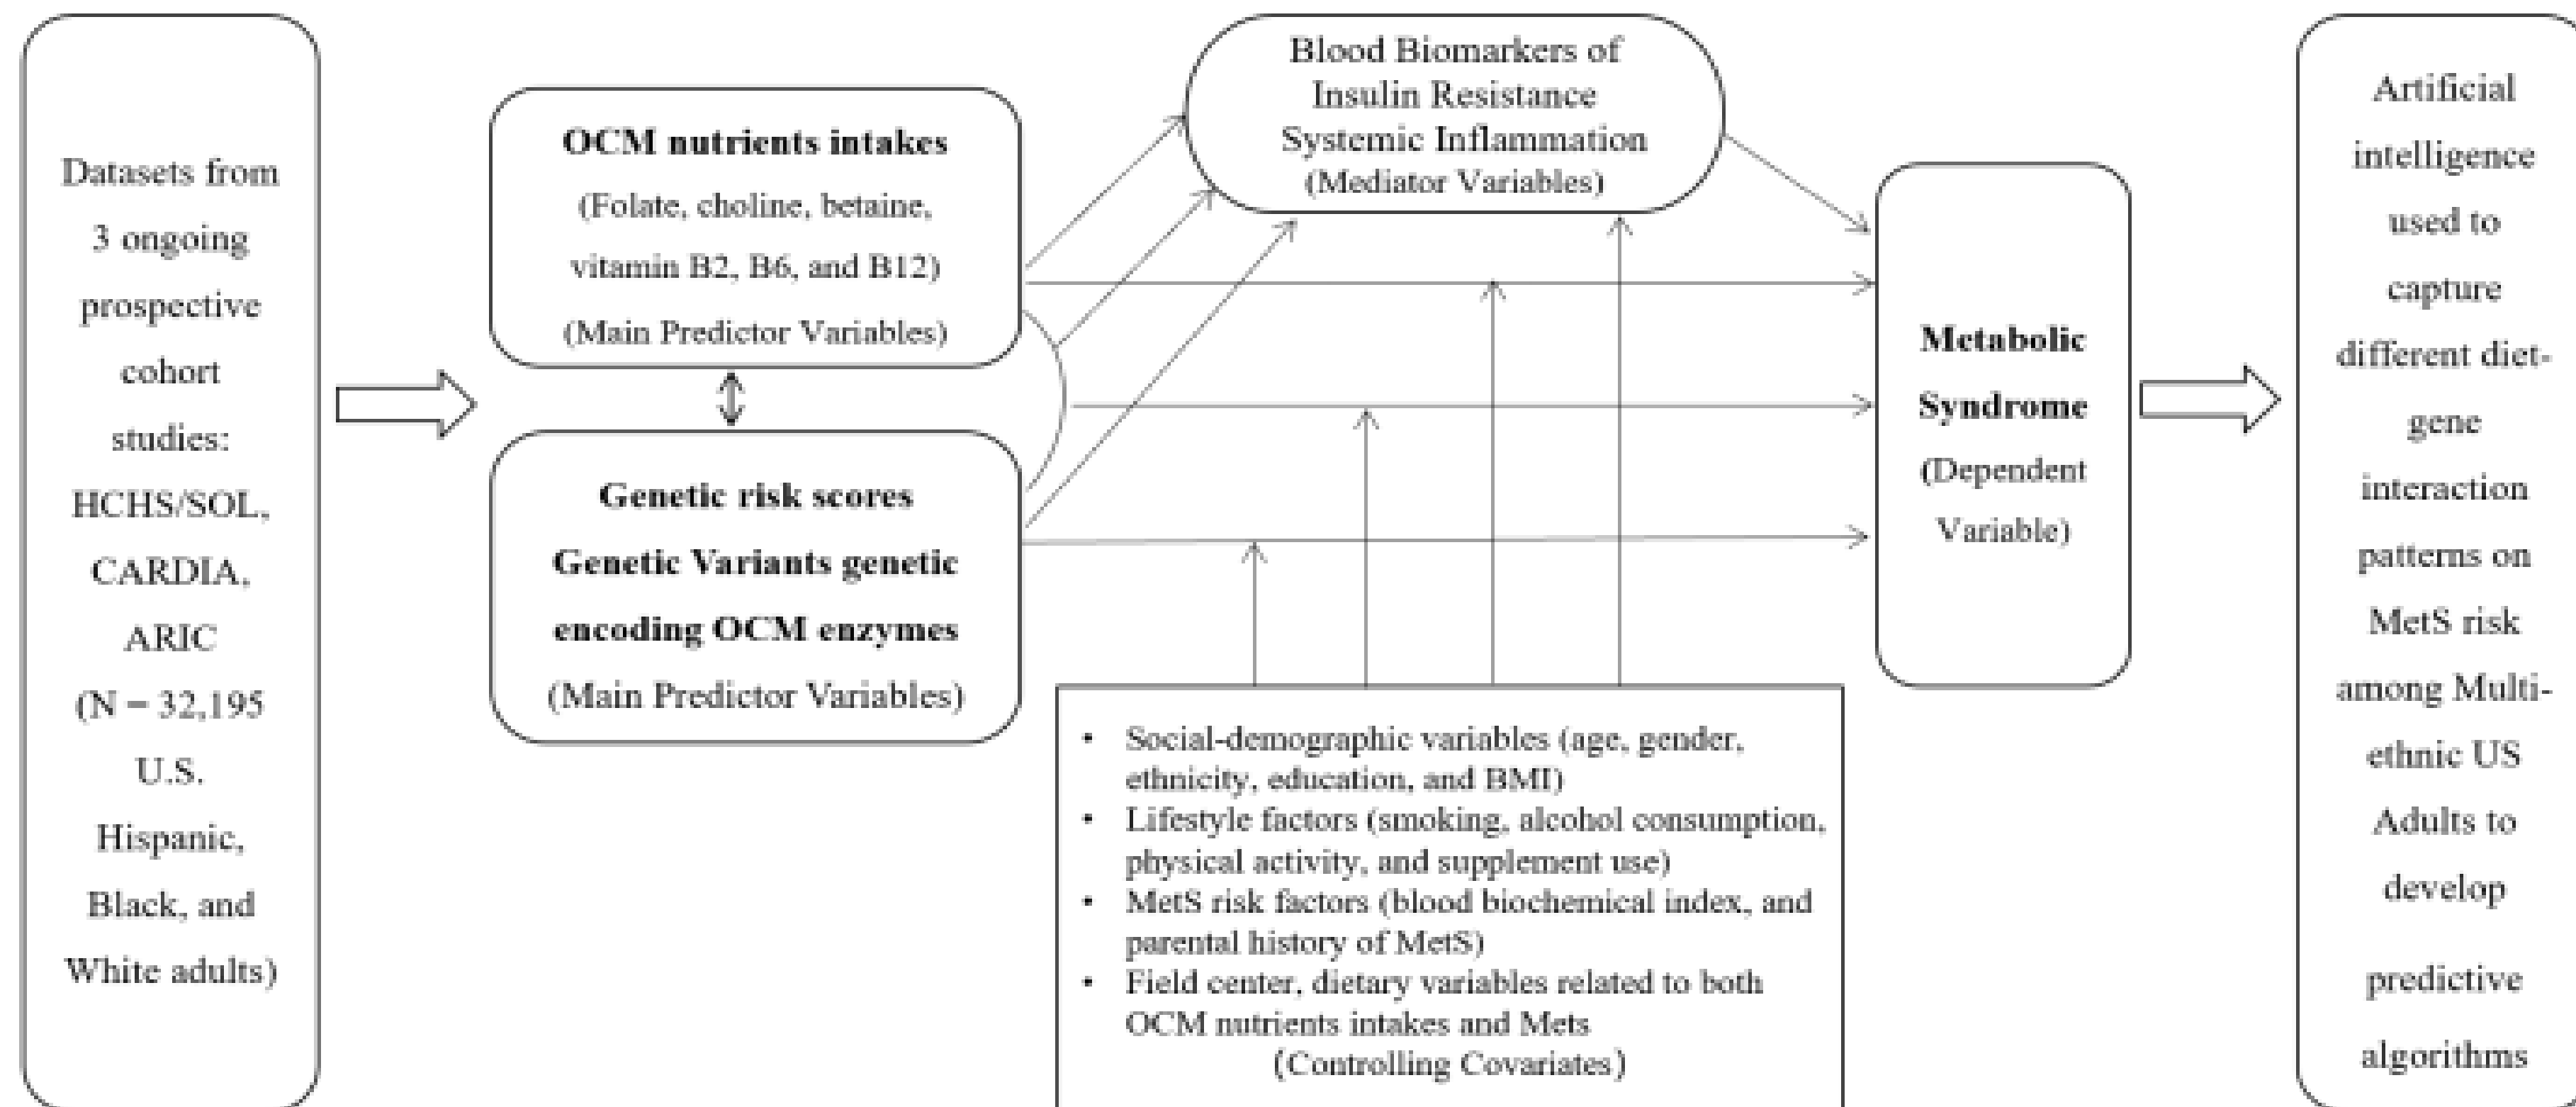 Datasets from
3 ongoing
prospective
cohort
studies:
HCHS/SOL,
CARDIA,
ARIC
(N = 32,195
U.S.
Hispanic,
Black, and
White adults)
OCM nutrients intakes
(Folate, choline, betaine,
vitamin B2, B6, and B12)
(Main Predictor Variables)
Genetic risk scores
Genetic Variants genetic
encoding OCM enzymes
(Main Predictor Variables)
Blood Biomarkers of
Insulin Resistance
Systemic Inflammation
(Mediator Variables)
• Social-demographic variables (age, gender,
ethnicity, education, and BMI)
• Lifestyle factors (smoking, alcohol consumption,
physical activity, and supplement use)
• MetS risk factors (blood biochemical index, and
parental history of MetS)
• Field center, dietary variables related to both
OCM nutrients intakes and Mets
(Controlling Covariates)
Metabolic
Syndrome
(Dependent
Variable)
Artificial
intelligence
used to
capture
different diet-
gene
interaction
patterns on
MetS risk
among Multi-
ethnic US
Adults to
develop
predictive
algorithms